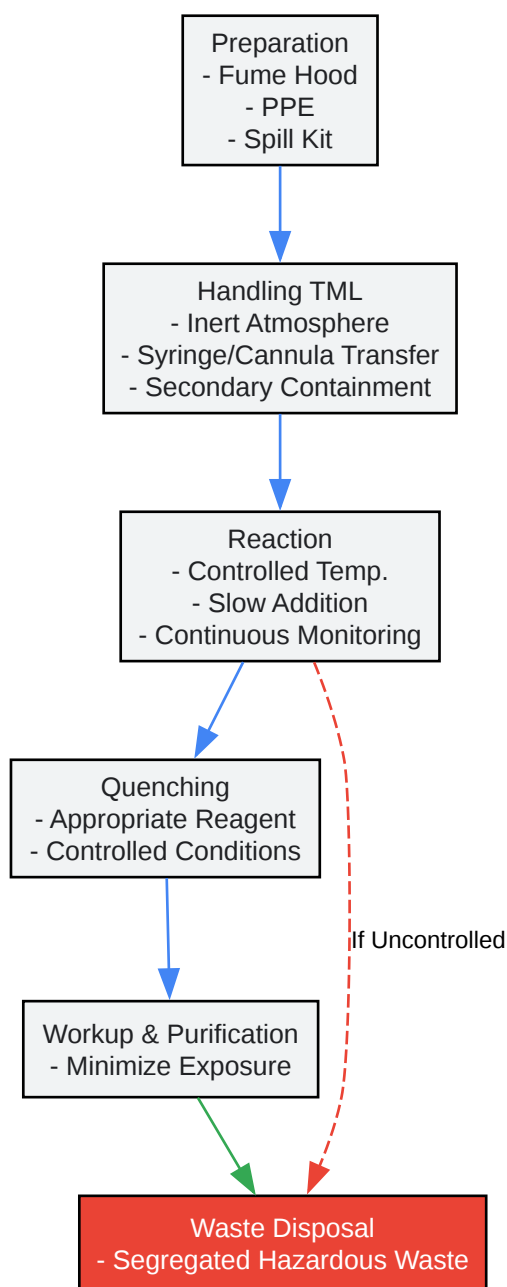 Preparation
- Fume Hood
- PPE
- Spill Kit
Handling TML
- Inert Atmosphere
- Syringe/Cannula Transfer
- Secondary Containment
Reaction
- Controlled Temp.
- Slow Addition
- Continuous Monitoring
Quenching
- Appropriate Reagent
- Controlled Conditions
If Uncontrolled
Workup & Purification
- Minimize Exposure
Waste Disposal
- Segregated Hazardous Waste